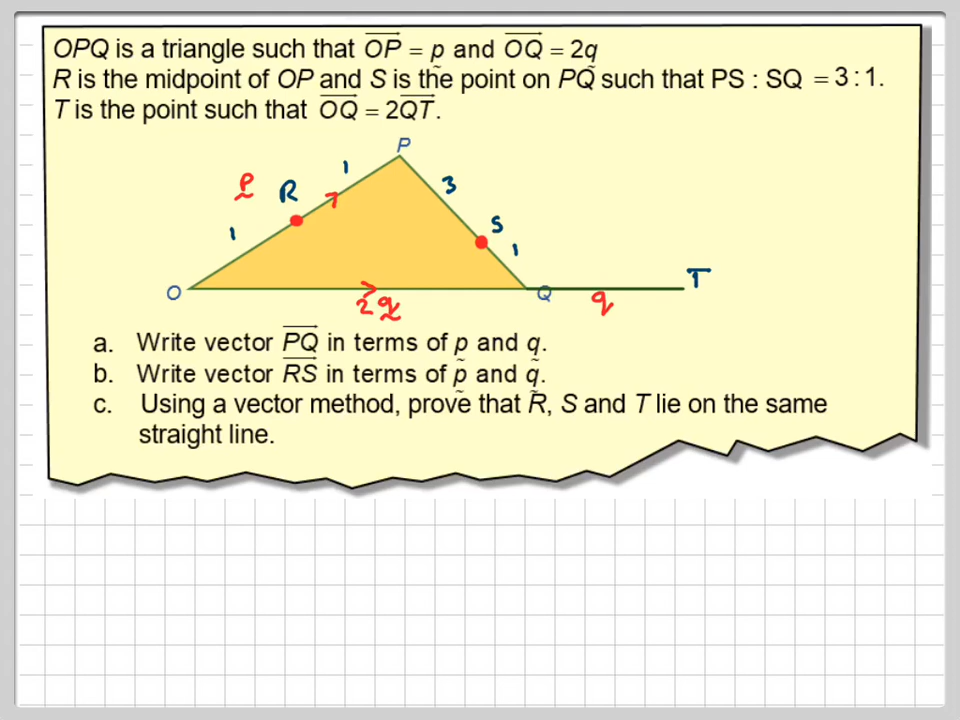 OPQ is a triangle such that OP = p and OQ = 2q
R is the midpoint of OP and S is the point on PQ such that PS : SQ = 3 : 1.
T is the point such that OQ = 2QT.
P
1
p
R
3
1
S
1
T
O
Q
2q
q
a. Write vector PQ in terms of p and q.
b. Write vector RS in terms of p and q.
c. Using a vector method, prove that R, S and T lie on the same
straight line.